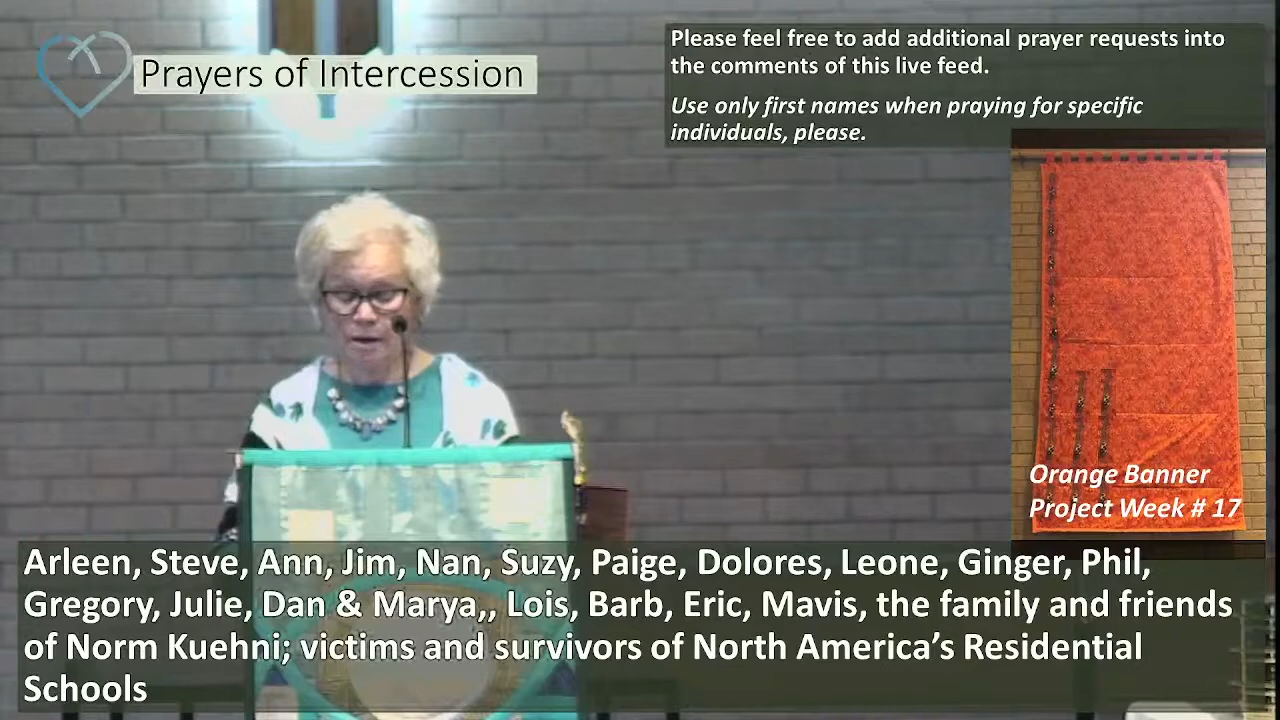 Prayers of Intercession
Please feel free to add additional prayer requests into
the comments of this live feed.
Use only first names when praying for specific
individuals, please.
Orange Banner
Project Week # 17
Arleen, Steve, Ann, Jim, Nan, Suzy, Paige, Dolores, Leone, Ginger, Phil,
Gregory, Julie, Dan & Marya,, Lois, Barb, Eric, Mavis, the family and friends
of Norm Kuehni; victims and survivors of North America’s Residential
Schools